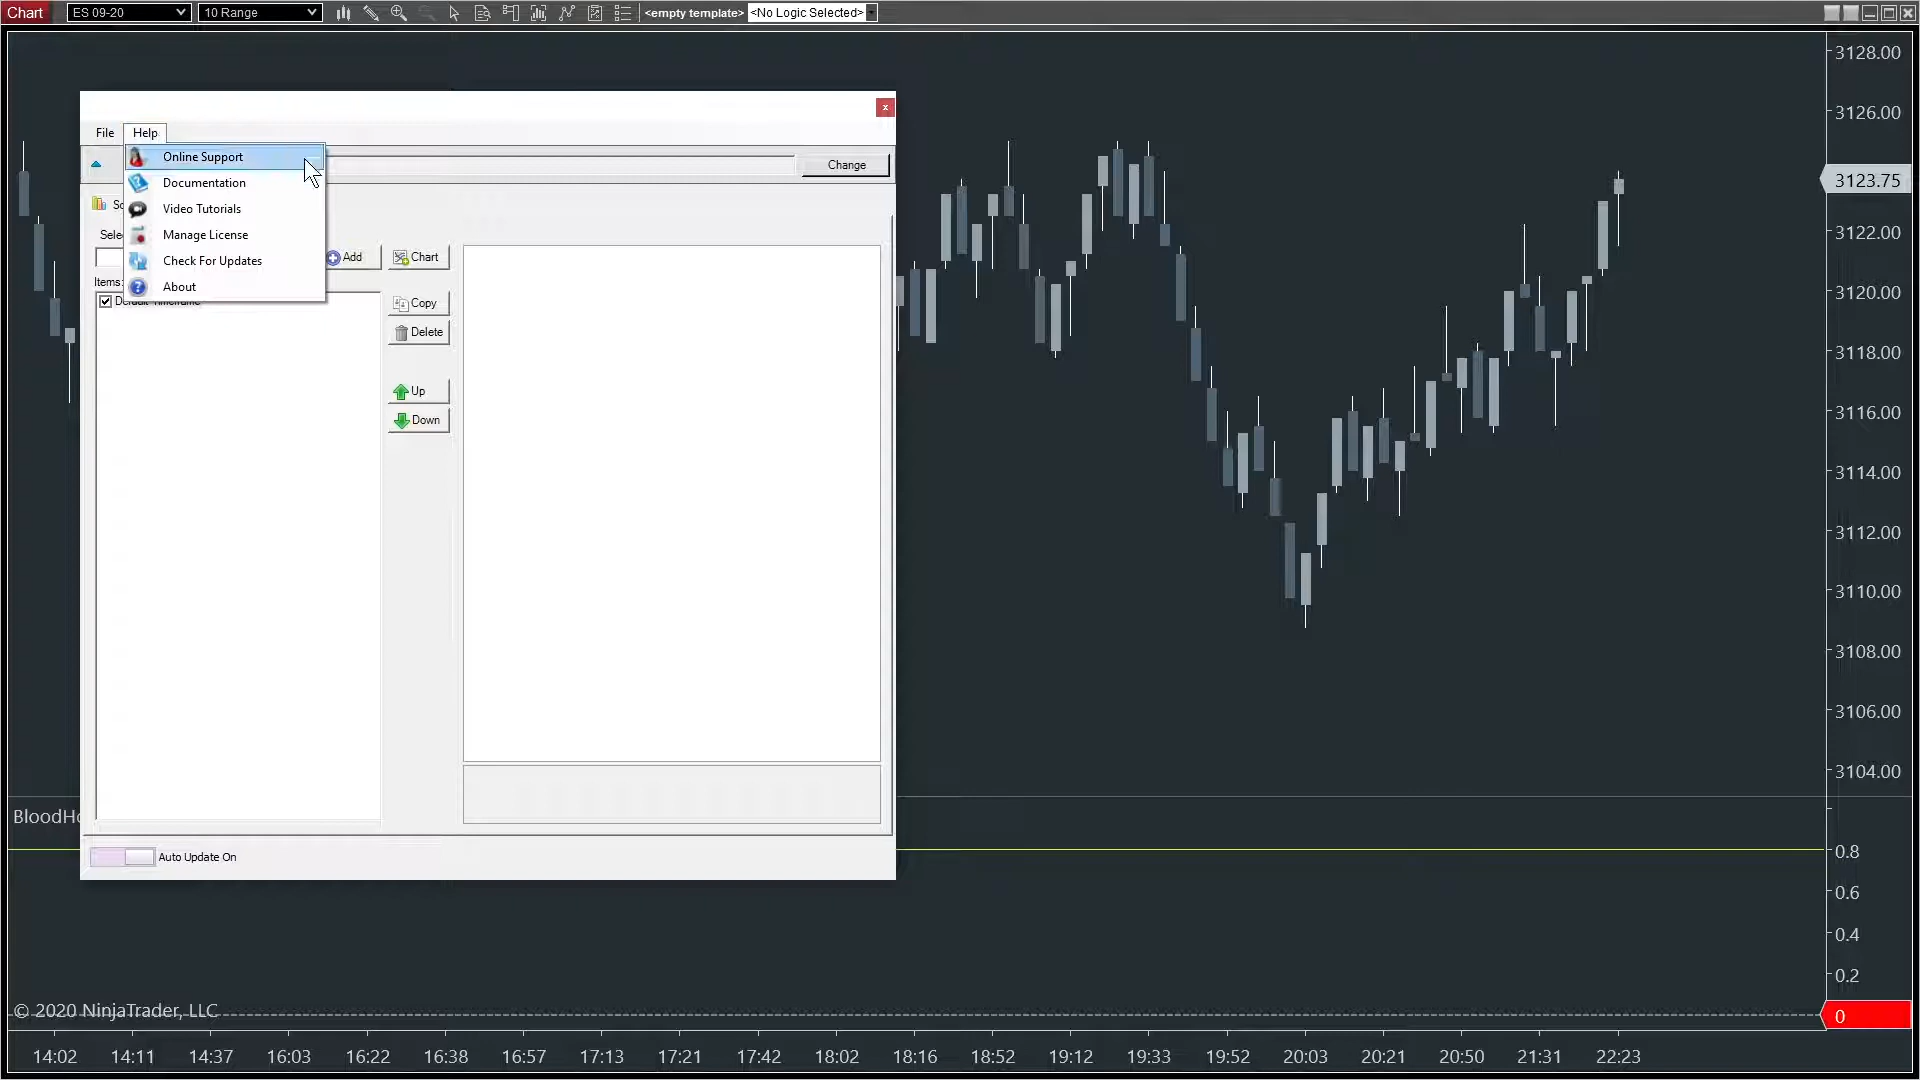 Chart ES 09-20 10 Range <empty template> <No Logic Selected>
3128.00
3126.00
3123.75
3122.00
3120.00
3118.00
3116.00
3114.00
3112.00
3110.00
3108.00
3106.00
3104.00
File Help
Online Support
Documentation
Video Tutorials
Manage License
Check For Updates
About
Change
So
Sele
Add Chart
Items:
Default Timeframe
Copy
Delete
Up
Down
Auto Update On
BloodHo
0.8
0.6
0.4
0.2
0
© 2020 NinjaTrader, LLC
14:02 14:11 14:37 16:03 16:22 16:38 16:57 17:13 17:21 17:42 18:02 18:16 18:52 19:12 19:33 19:52 20:03 20:21 20:50 21:31 22:23